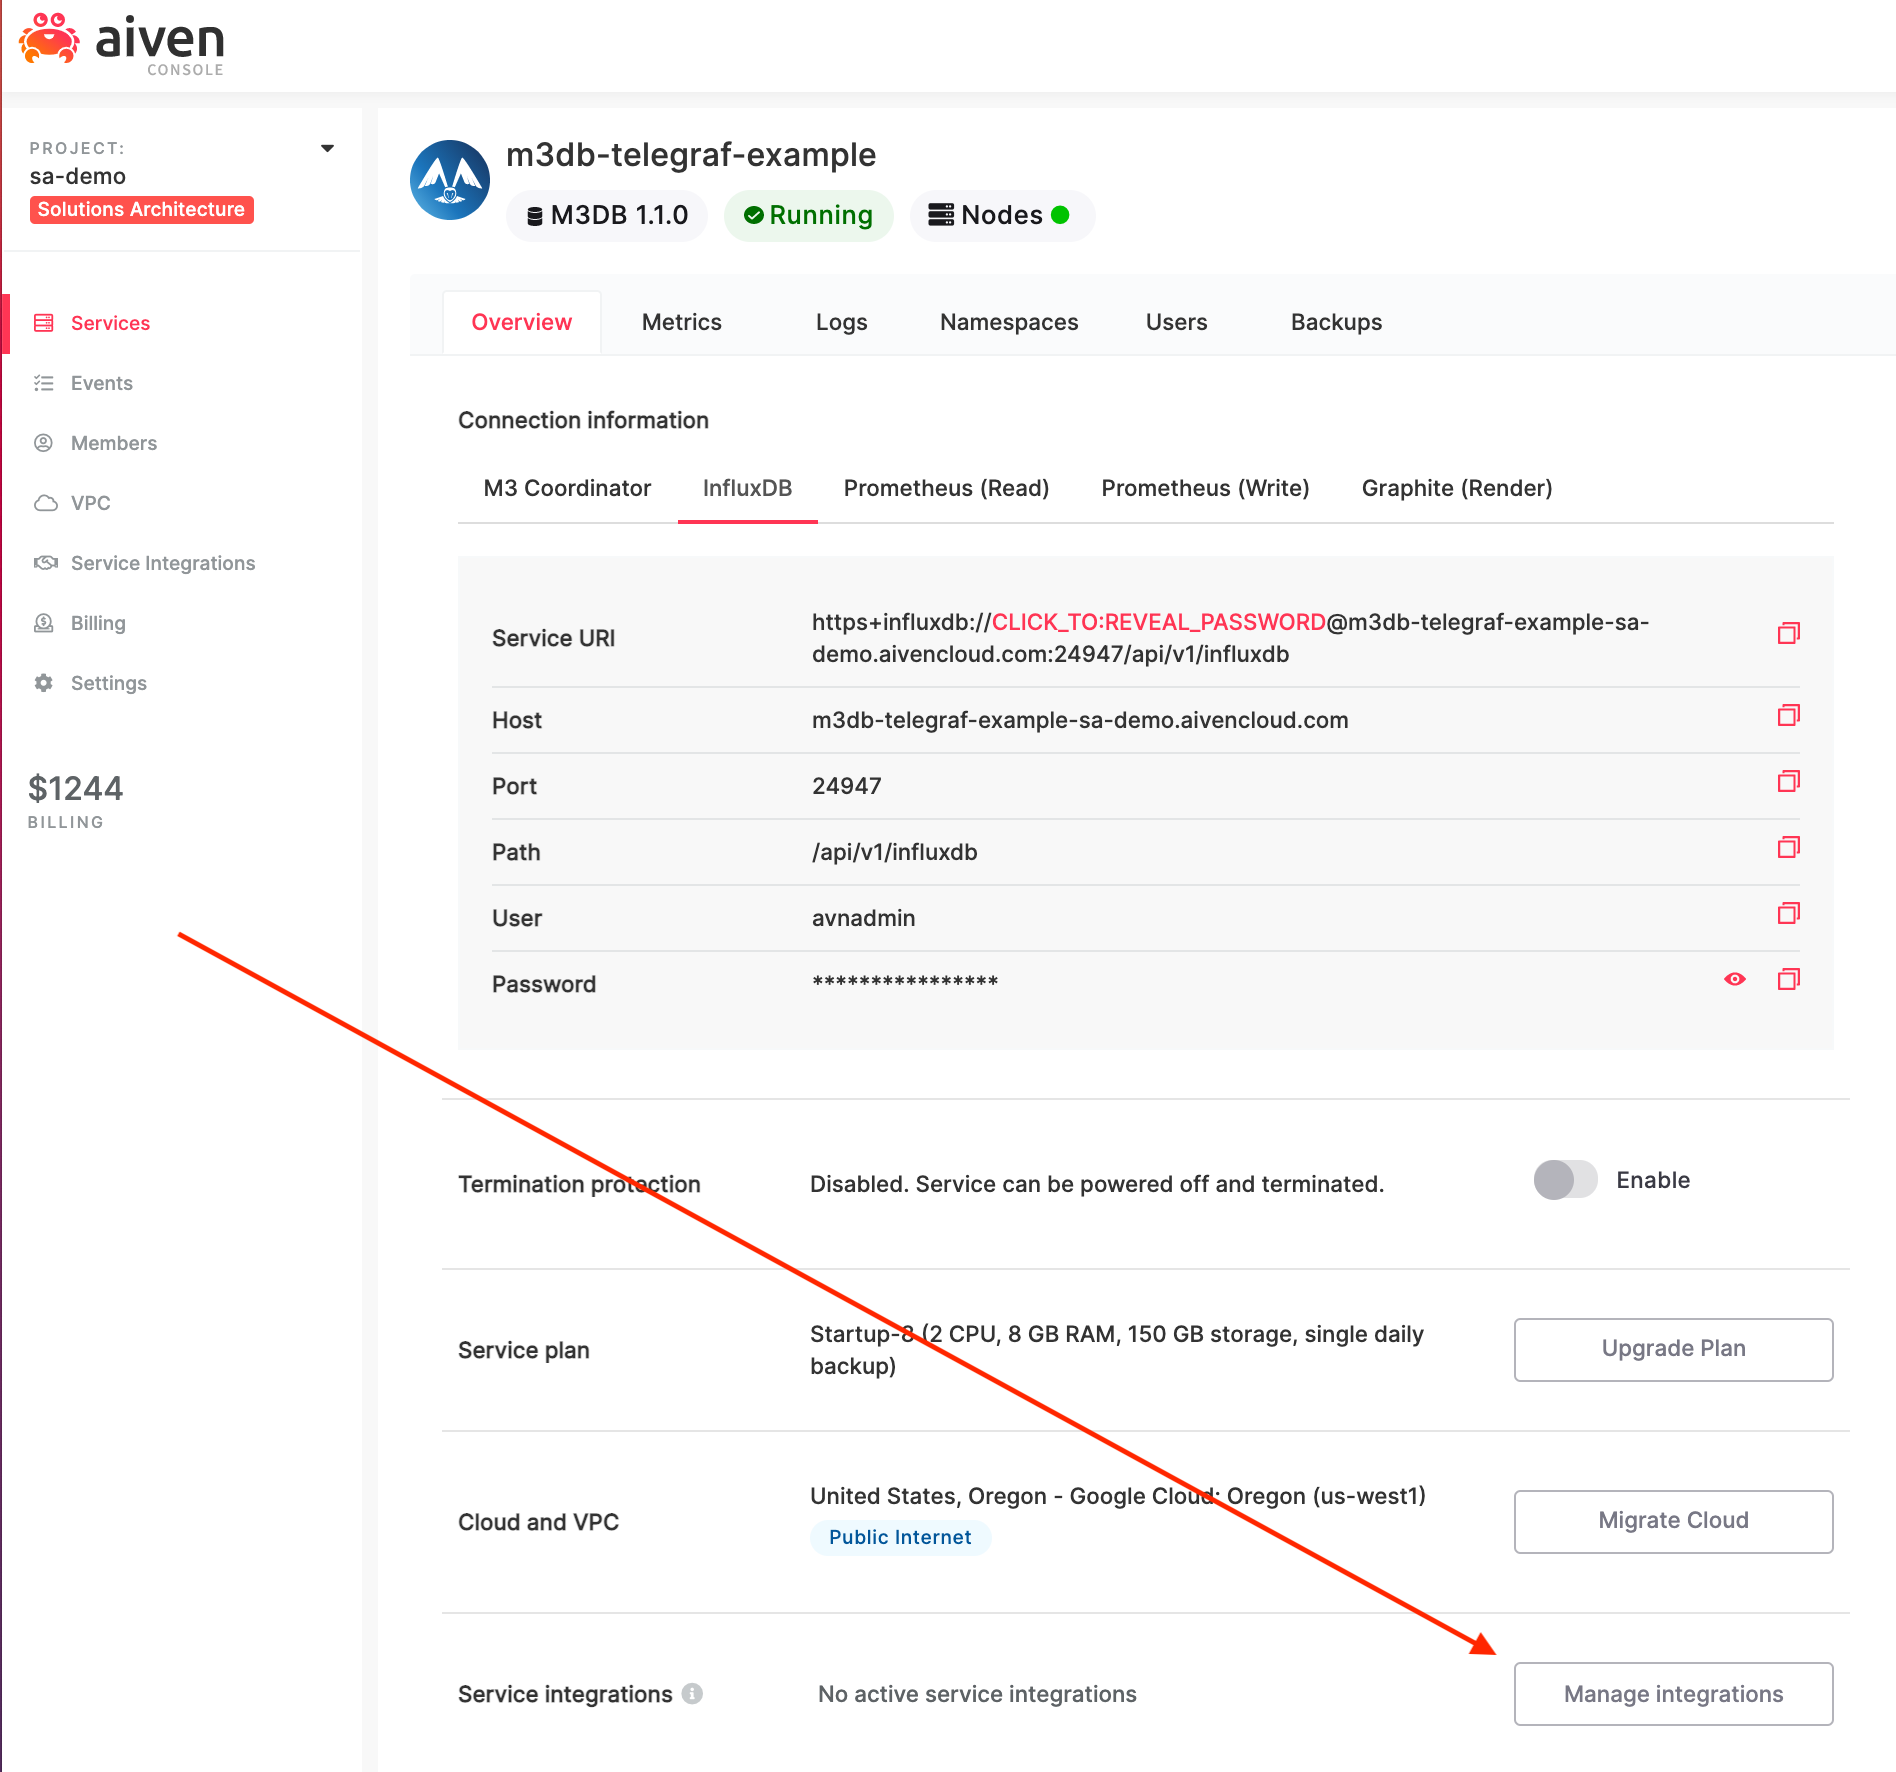 aiven
CONSOLE
PROJECT:
sa-demo
Solutions Architecture
Services
Events
Members
VPC
Service Integrations
Billing
Settings
$1244
BILLING
m3db-telegraf-example
M3DB 1.1.0
Running
Nodes
Overview
Metrics
Logs
Namespaces
Users
Backups
Connection information
M3 Coordinator
InfluxDB
Prometheus (Read)
Prometheus (Write)
Graphite (Render)
Service URI
https+influxdb://CLICK_TO:REVEAL_PASSWORD@m3db-telegraf-example-sa-
demo.aivencloud.com:24947/api/v1/influxdb
Host
m3db-telegraf-example-sa-demo.aivencloud.com
Port
24947
Path
/api/v1/influxdb
User
avnadmin
Password
****************
Termination protection
Disabled. Service can be powered off and terminated.
Enable
Service plan
Startup-8 (2 CPU, 8 GB RAM, 150 GB storage, single daily
backup)
Upgrade Plan
Cloud and VPC
United States, Oregon - Google Cloud: Oregon (us-west1)
Public Internet
Migrate Cloud
Service integrations
No active service integrations
Manage integrations